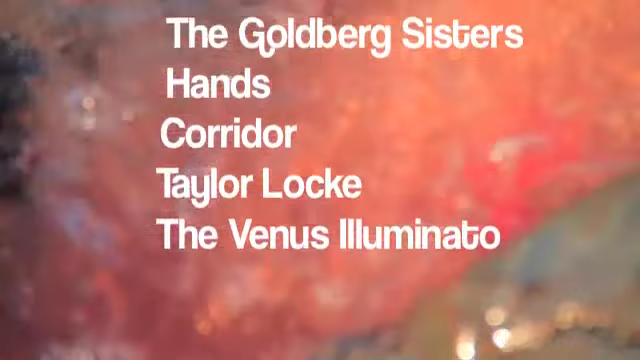 The Goldberg Sisters
Hands
Corridor
Taylor Locke
The Venus Illuminato